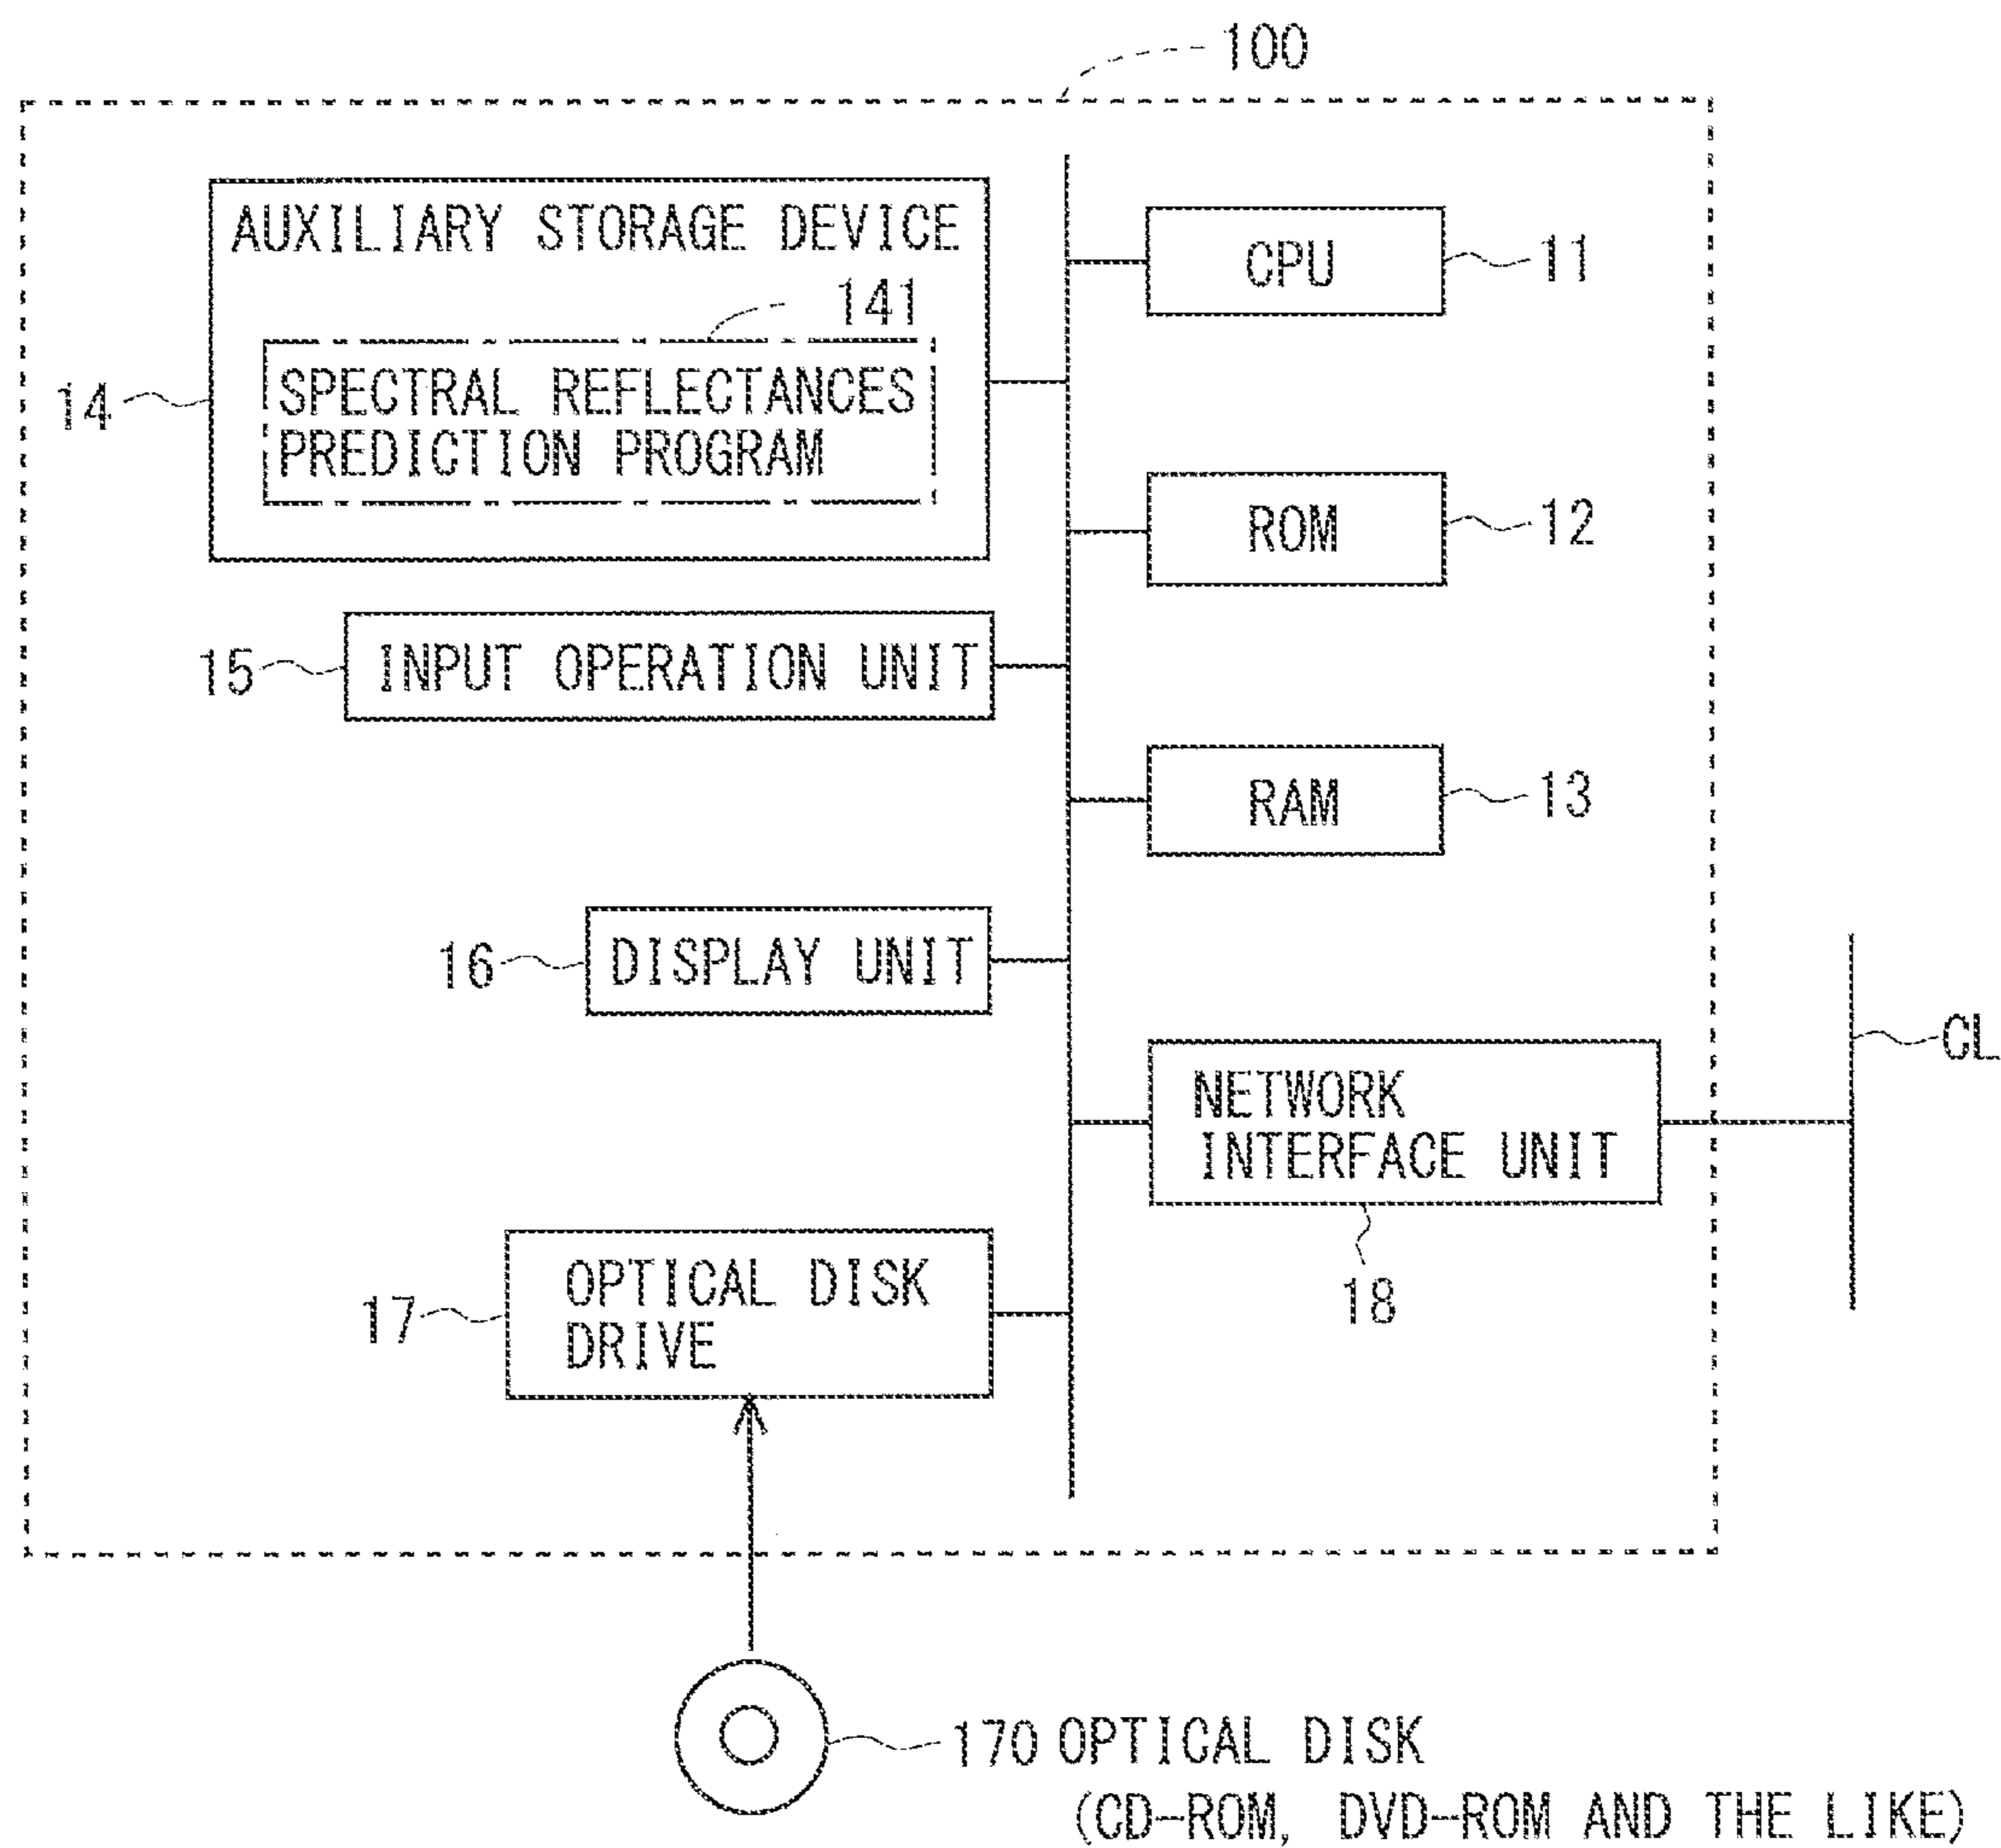 100
AUXILIARY STORAGE DEVICE
141
SPECTRAL REFLECTANCES
PREDICTION PROGRAM
14
CPU
11
ROM
12
15
INPUT OPERATION UNIT
RAM
13
16
DISPLAY UNIT
CL
NETWORK
INTERFACE UNIT
18
17
OPTICAL DISK
DRIVE
170 OPTICAL DISK
(CD-ROM, DVD-ROM AND THE LIKE)